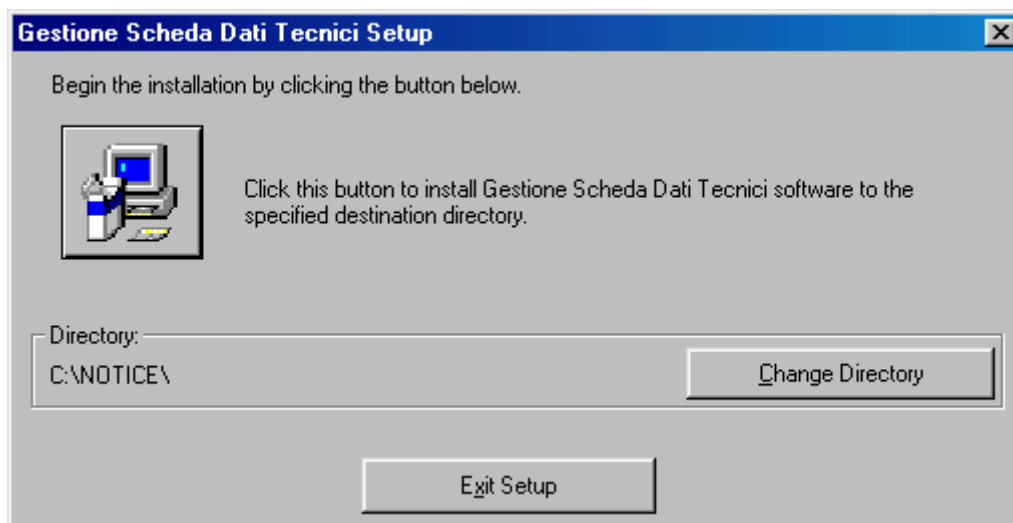 Gestione Scheda Dati Tecnici Setup
Begin the installation by clicking the button below.
Click this button to install Gestione Scheda Dati Tecnici software to the
specified destination directory.
Directory:
C:\NOTICE\
Change Directory
Exit Setup